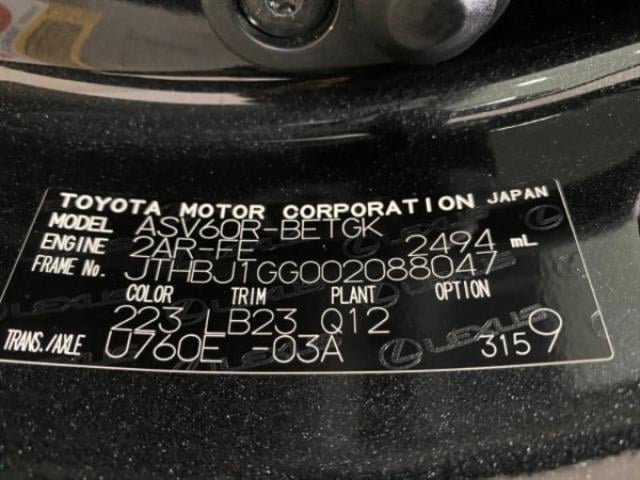 TOYOTA MOTOR CORPORATION JAPAN
MODEL ASV60R-BETGK
ENGINE 2AR-FE 2494 mL
FRAME No. JTHBJ1GG002088047
COLOR TRIM PLANT OPTION
223 LB23 Q12
TRANS./AXLE U760E -03A 3159
LEXUS